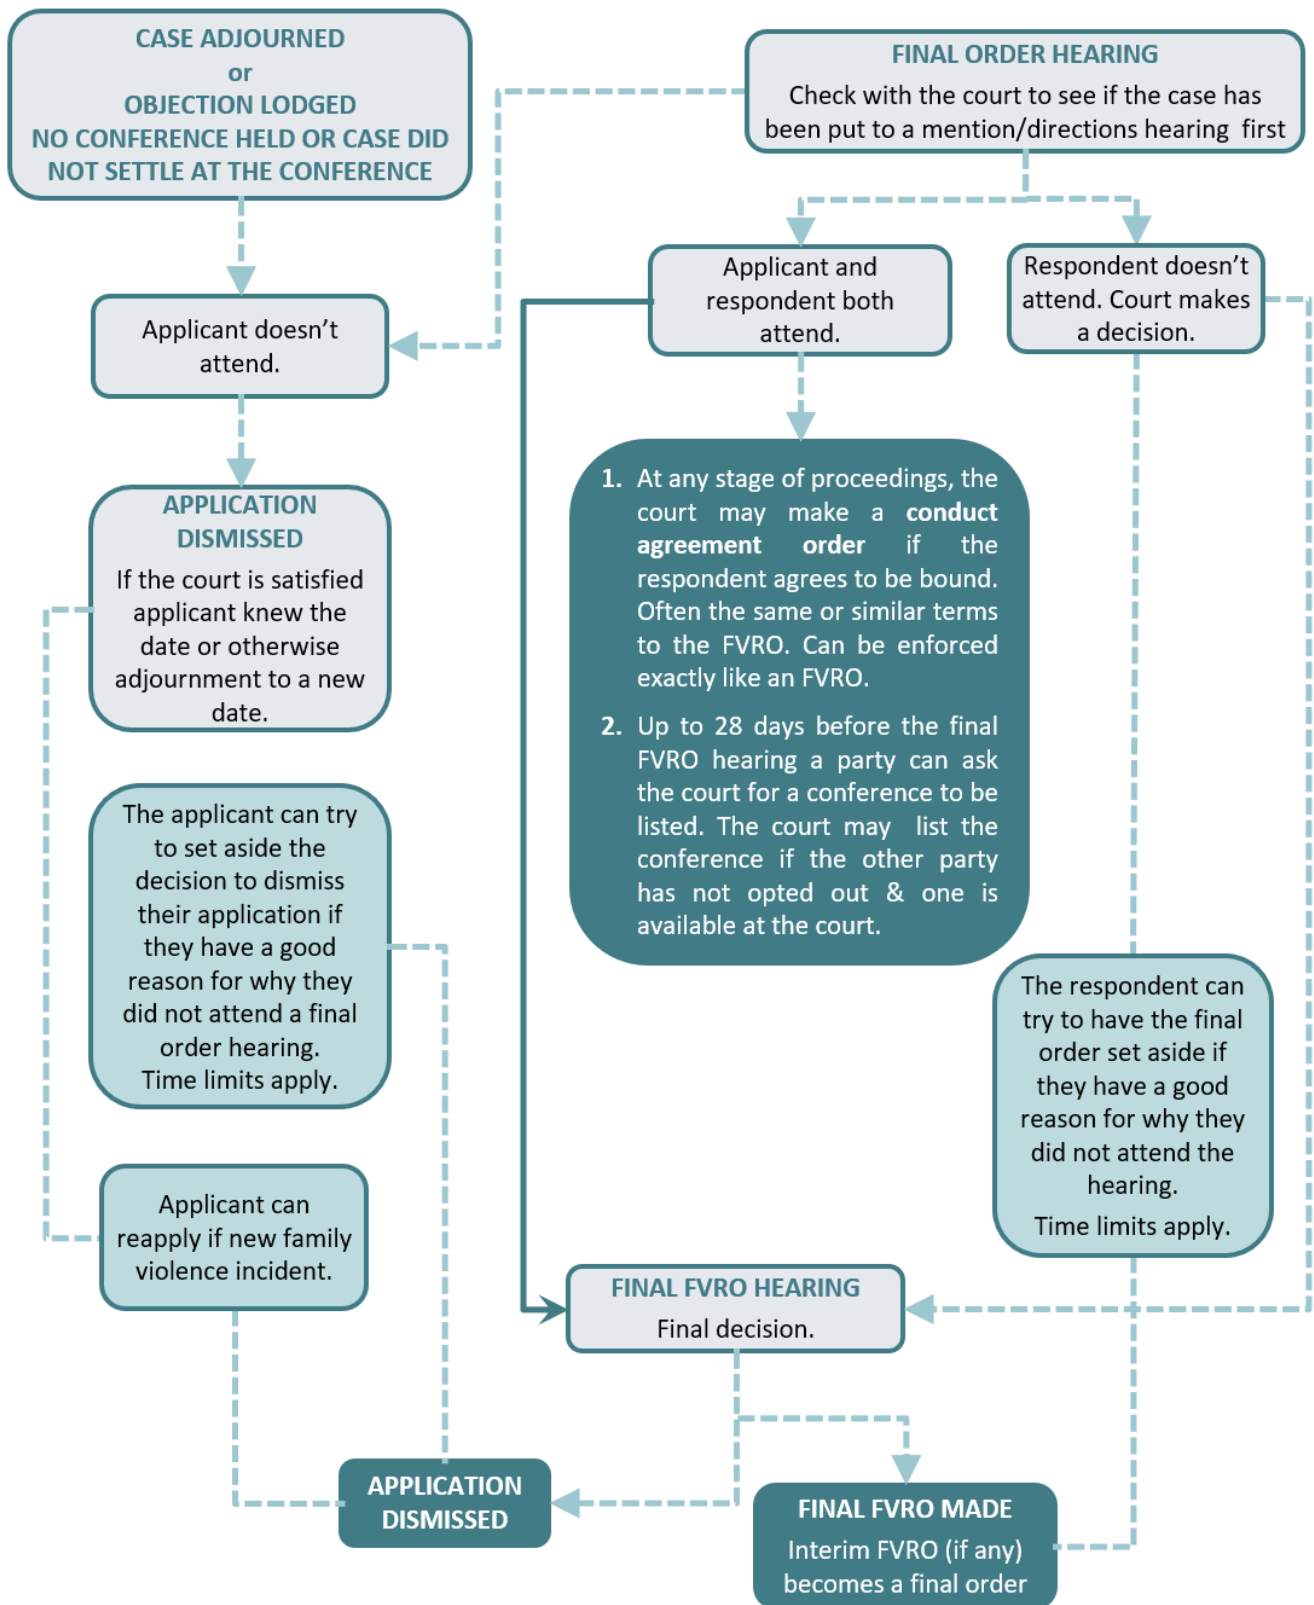 CASE ADJOURNED
or
OBJECTION LODGED
NO CONFERENCE HELD OR CASE DID
NOT SETTLE AT THE CONFERENCE
FINAL ORDER HEARING
Check with the court to see if the case has
been put to a mention/directions hearing first
Applicant doesn't
attend.
Applicant and
respondent both
attend.
Respondent doesn't
attend. Court makes
a decision.
APPLICATION
DISMISSED
If the court is satisfied
applicant knew the
date or otherwise
adjournment to a new
date.
1. At any stage of proceedings, the
court may make a conduct
agreement order if the
respondent agrees to be bound.
Often the same or similar terms
to the FVRO. Can be enforced
exactly like an FVRO.
2. Up to 28 days before the final
FVRO hearing a party can ask
the court for a conference to be
listed. The court may list the
conference if the other party
has not opted out & one is
available at the court.
The applicant can try
to set aside the
decision to dismiss
their application if
they have a good
reason for why they
did not attend a final
order hearing.
Time limits apply.
The respondent can
try to have the final
order set aside if
they have a good
reason for why they
did not attend the
hearing.
Time limits apply.
Applicant can
reapply if new family
violence incident.
FINAL FVRO HEARING
Final decision.
APPLICATION
DISMISSED
FINAL FVRO MADE
Interim FVRO (if any)
becomes a final order